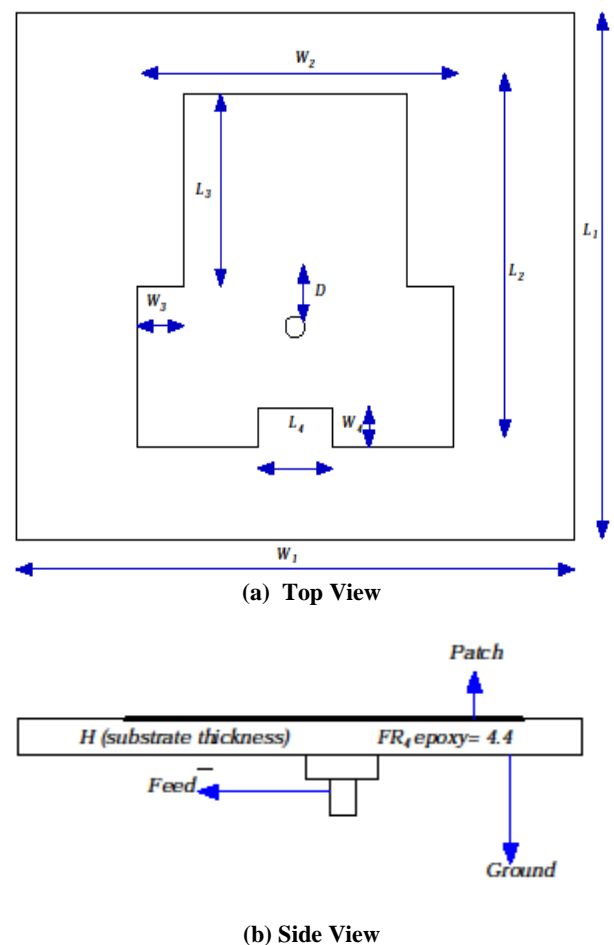 W₂
L₃
L₁
L₂
D
W₃
L₄ W₄
W₁
(a) Top View
Patch
H (substrate thickness) FR₄ epoxy= 4.4
Feed
Ground
(b) Side View